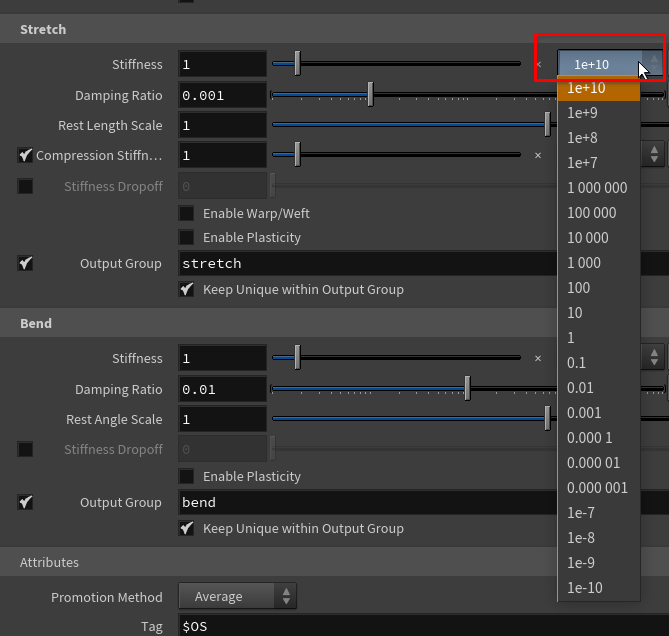 Stretch
Stiffness 1 × 1e+10
Damping Ratio 0.001
Rest Length Scale 1
Compression Stiffn... 1 ×
Stiffness Dropoff 0
Enable Warp/Weft
Enable Plasticity
Output Group stretch
Keep Unique within Output Group
Bend
Stiffness 1 ×
Damping Ratio 0.01
Rest Angle Scale 1
Stiffness Dropoff 0
Enable Plasticity
Output Group bend
Keep Unique within Output Group
Attributes
Promotion Method Average
Tag $OS
1e+10
1e+9
1e+8
1e+7
1 000 000
100 000
10 000
1 000
100
10
1
0.1
0.01
0.001
0.000 1
0.000 01
0.000 001
1e-7
1e-8
1e-9
1e-10